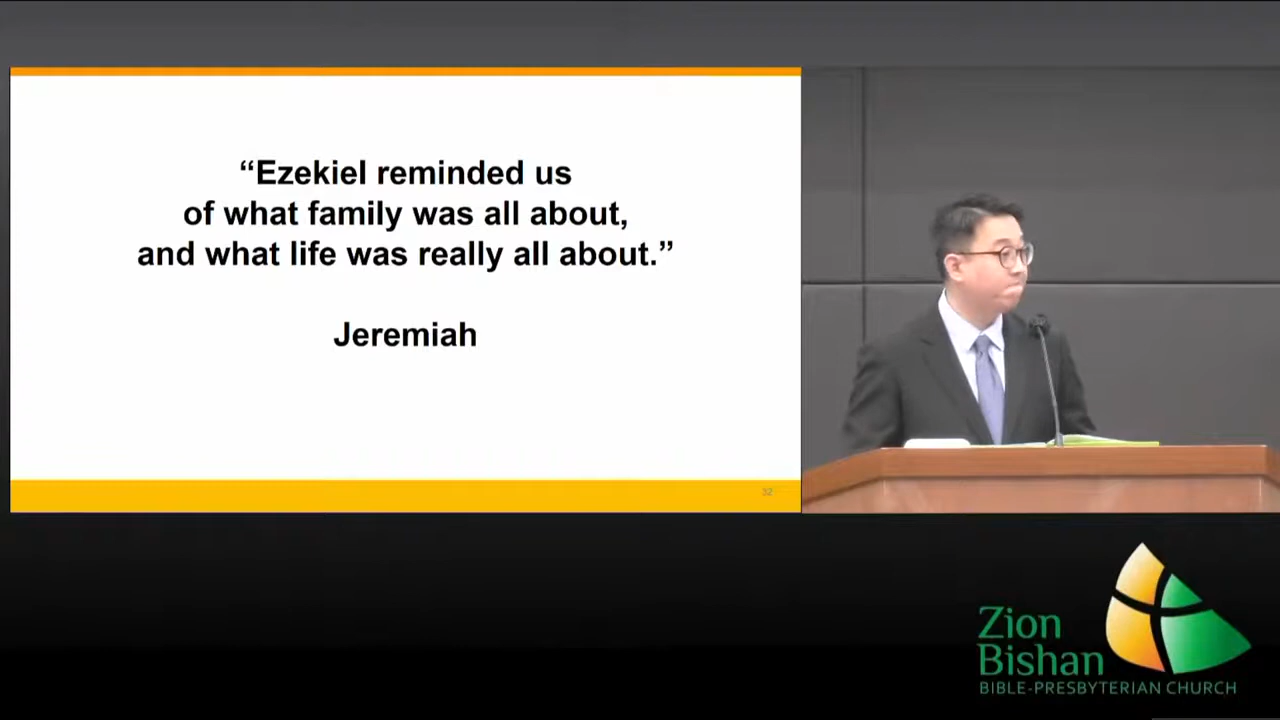 “Ezekiel reminded us
of what family was all about,
and what life was really all about.”
Jeremiah
32
Zion
Bishan
BIBLE-PRESBYTERIAN CHURCH